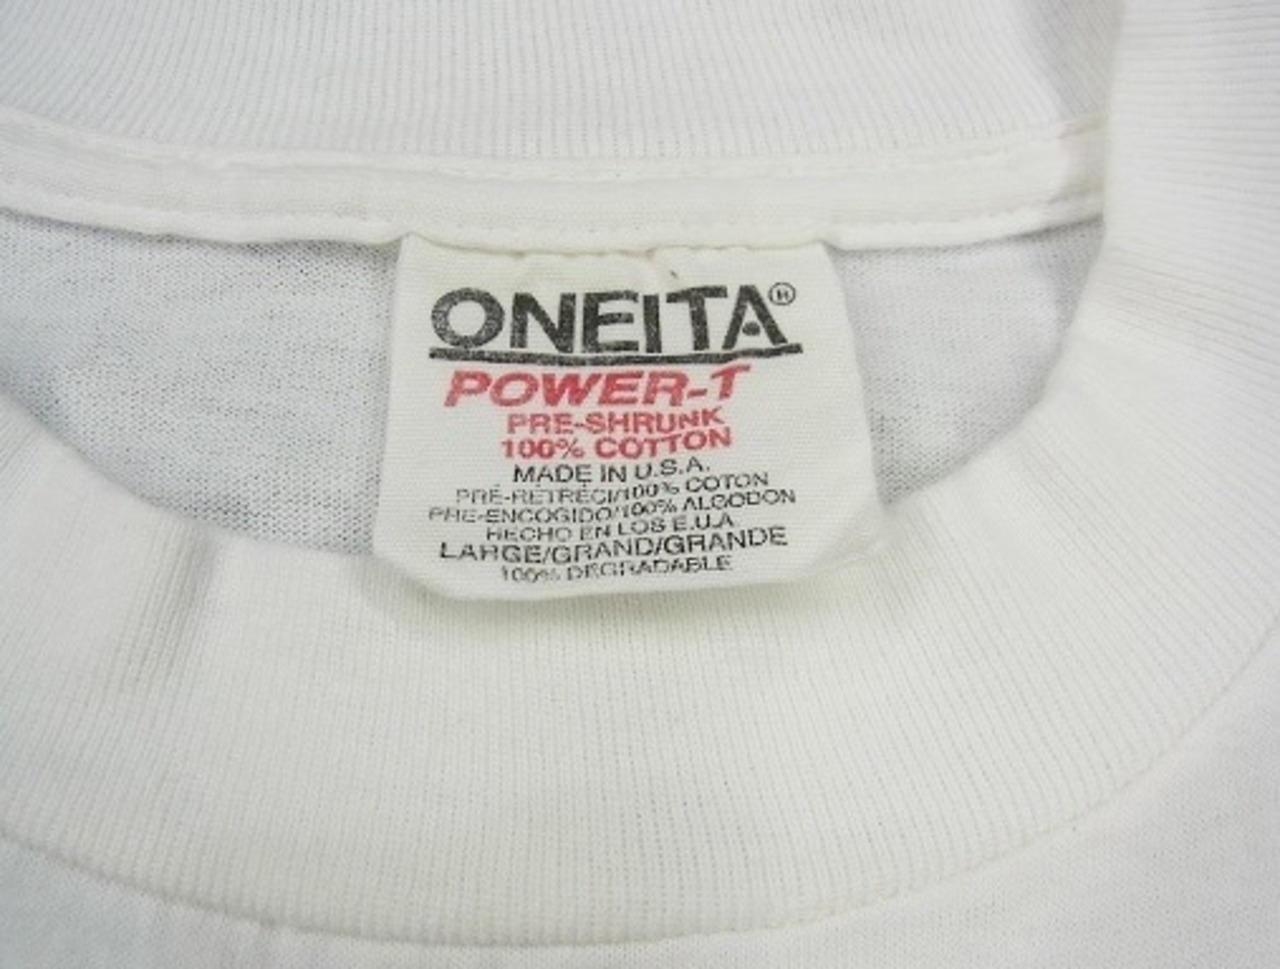 ONEITA®
POWER-T
PRE-SHRUNK
100% COTTON
MADE IN U.S.A.
PRÉ-RETRÉCI/100% COTON
PRE-ENCOGIDO/100% ALGODON
HECHO EN LOS E.U.A
LARGE/GRAND/GRANDE
100% DEGRADABLE